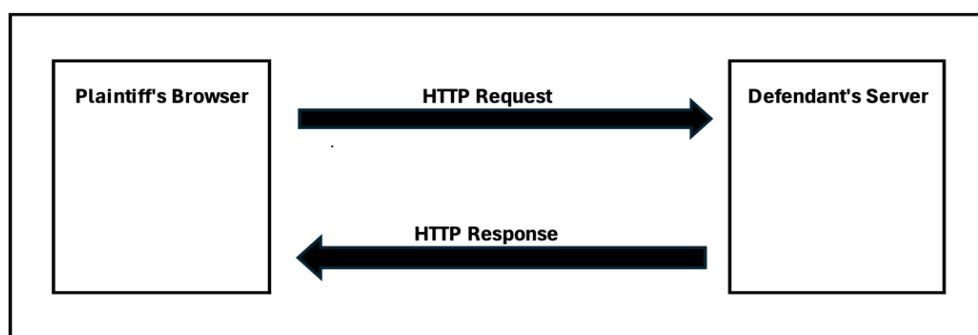 Plaintiff's Browser
HTTP Request
Defendant's Server
HTTP Response